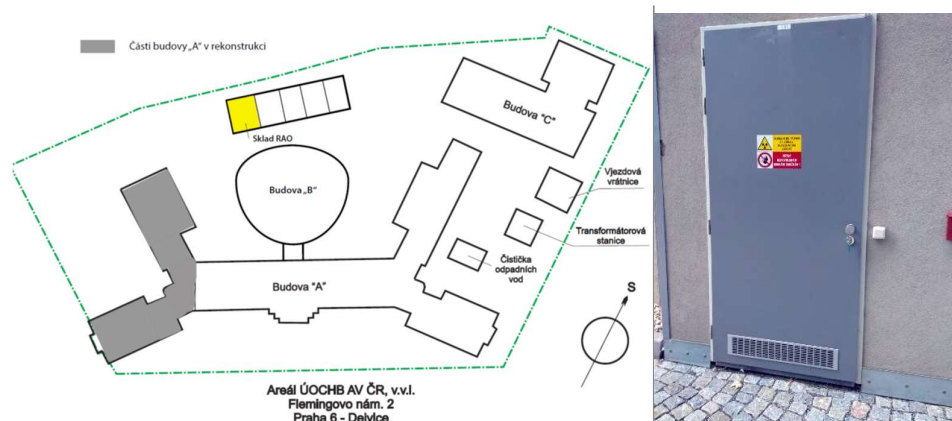 Části budovy„A" v rekonstrukci
Sklad RAO
Budova „B"
Budova "C"
Vjezdová
vrátnice
Transformátorová
stanice
Čistička
odpadních
vod
Budova "A"
S
Areál ÚOCHB AV ČR, v.v.I.
Flemingovo nám. 2
Praha 6 - Dejvice